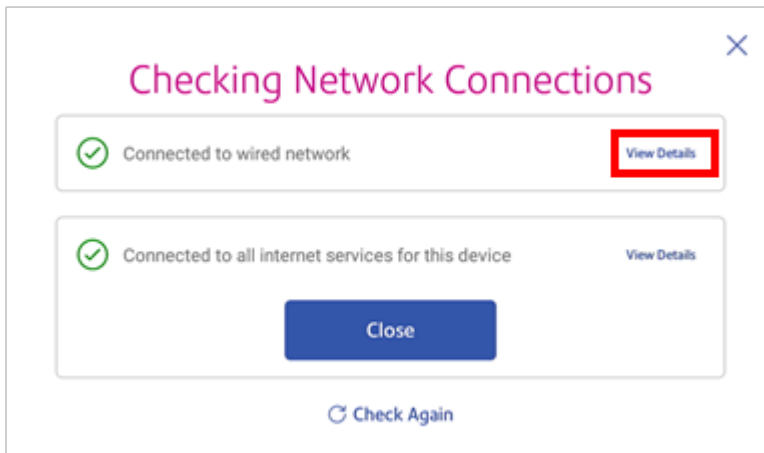 Checking Network Connections
Connected to wired network
View Details
Connected to all internet services for this device
View Details
Close
Check Again